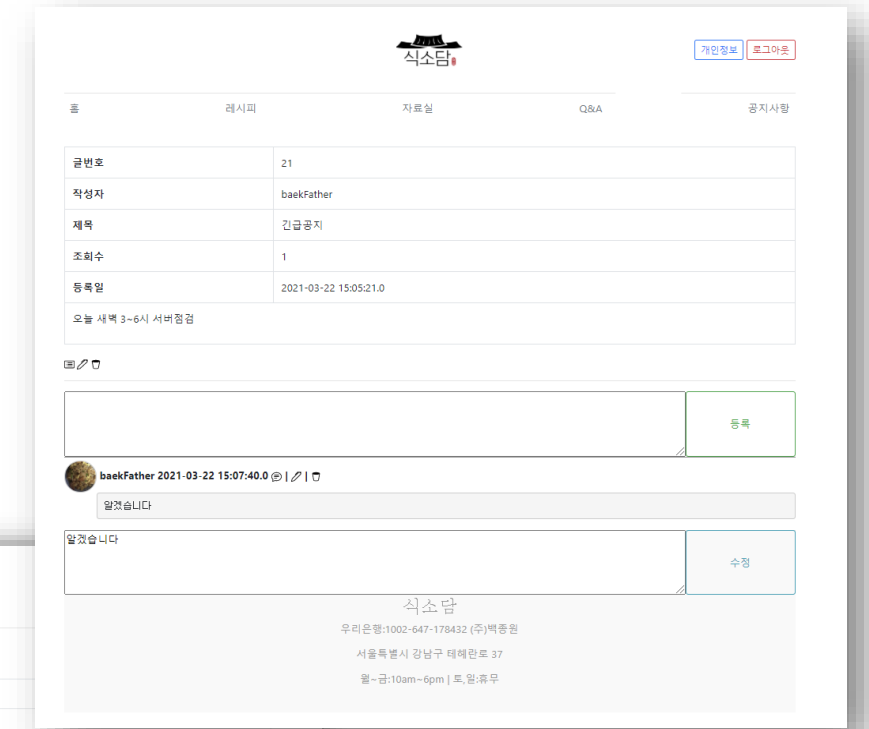 식소담
개인정보 로그아웃
홈 레시피 자료실 Q&A 공지사항
글번호 21
작성자 baekFather
제목 긴급공지
조회수 1
등록일 2021-03-22 15:05:21.0
오늘 새벽 3~6시 서버점검
등록
baekFather 2021-03-22 15:07:40.0 | |
알겠습니다
알겠습니다
수정
식소담
우리은행:1002-647-178432 (주)백종원
서울특별시 강남구 테헤란로 37
월~금:10am~6pm | 토,일:휴무